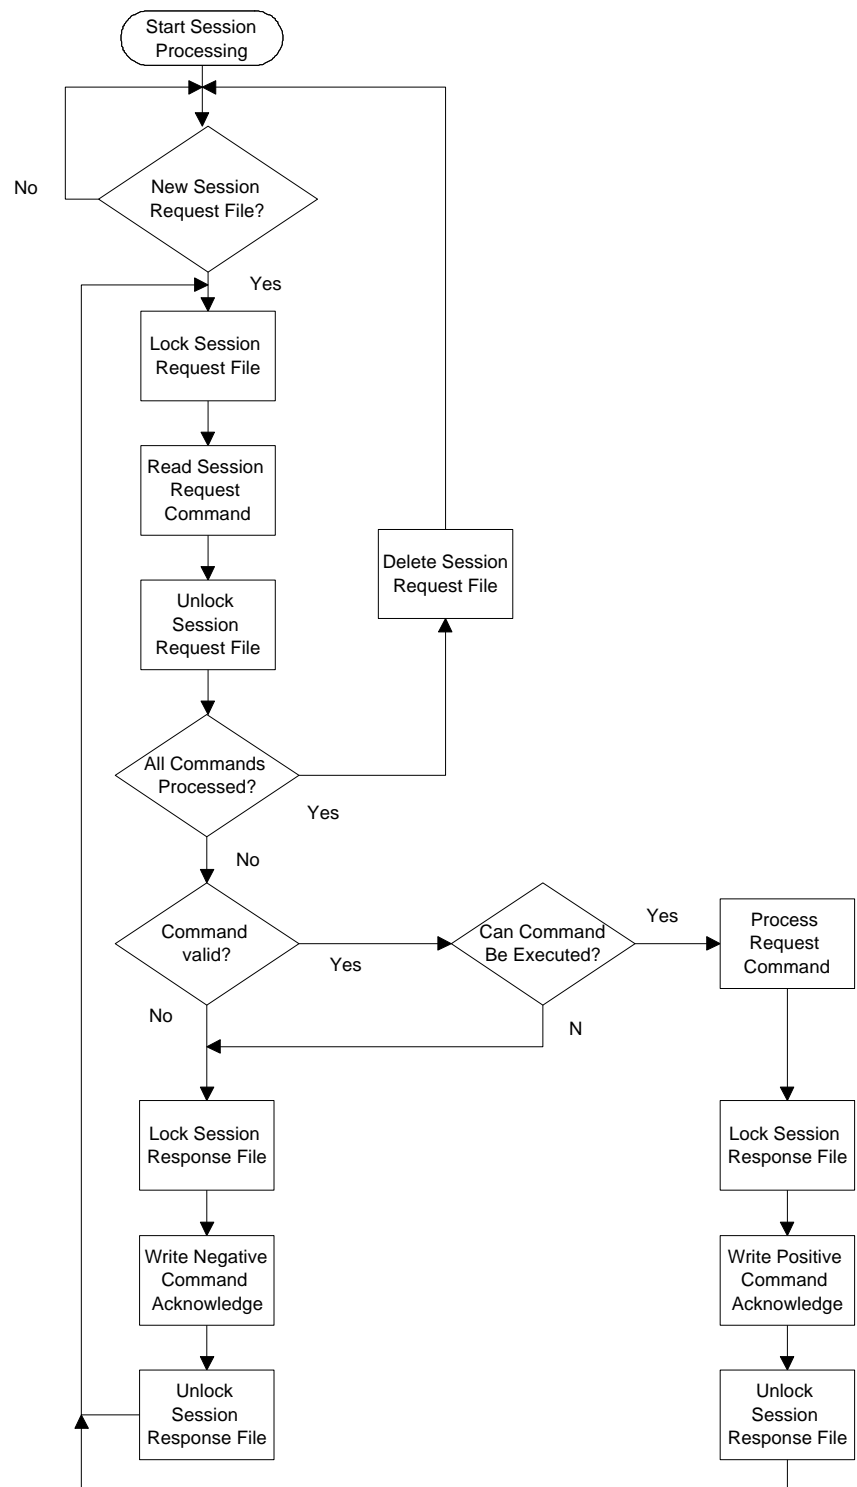 Start Session
Processing
No
New Session
Request File?
Yes
Lock Session
Request File
Read Session
Request
Command
Delete Session
Request File
Unlock
Session
Request File
All Commands
Processed?
Yes
No
Command
valid?
Yes
Can Command
Be Executed?
Yes
Process
Request
Command
No
N
Lock Session
Response File
Lock Session
Response File
Write Negative
Command
Acknowledge
Write Positive
Command
Acknowledge
Unlock
Session
Response File
Unlock
Session
Response File